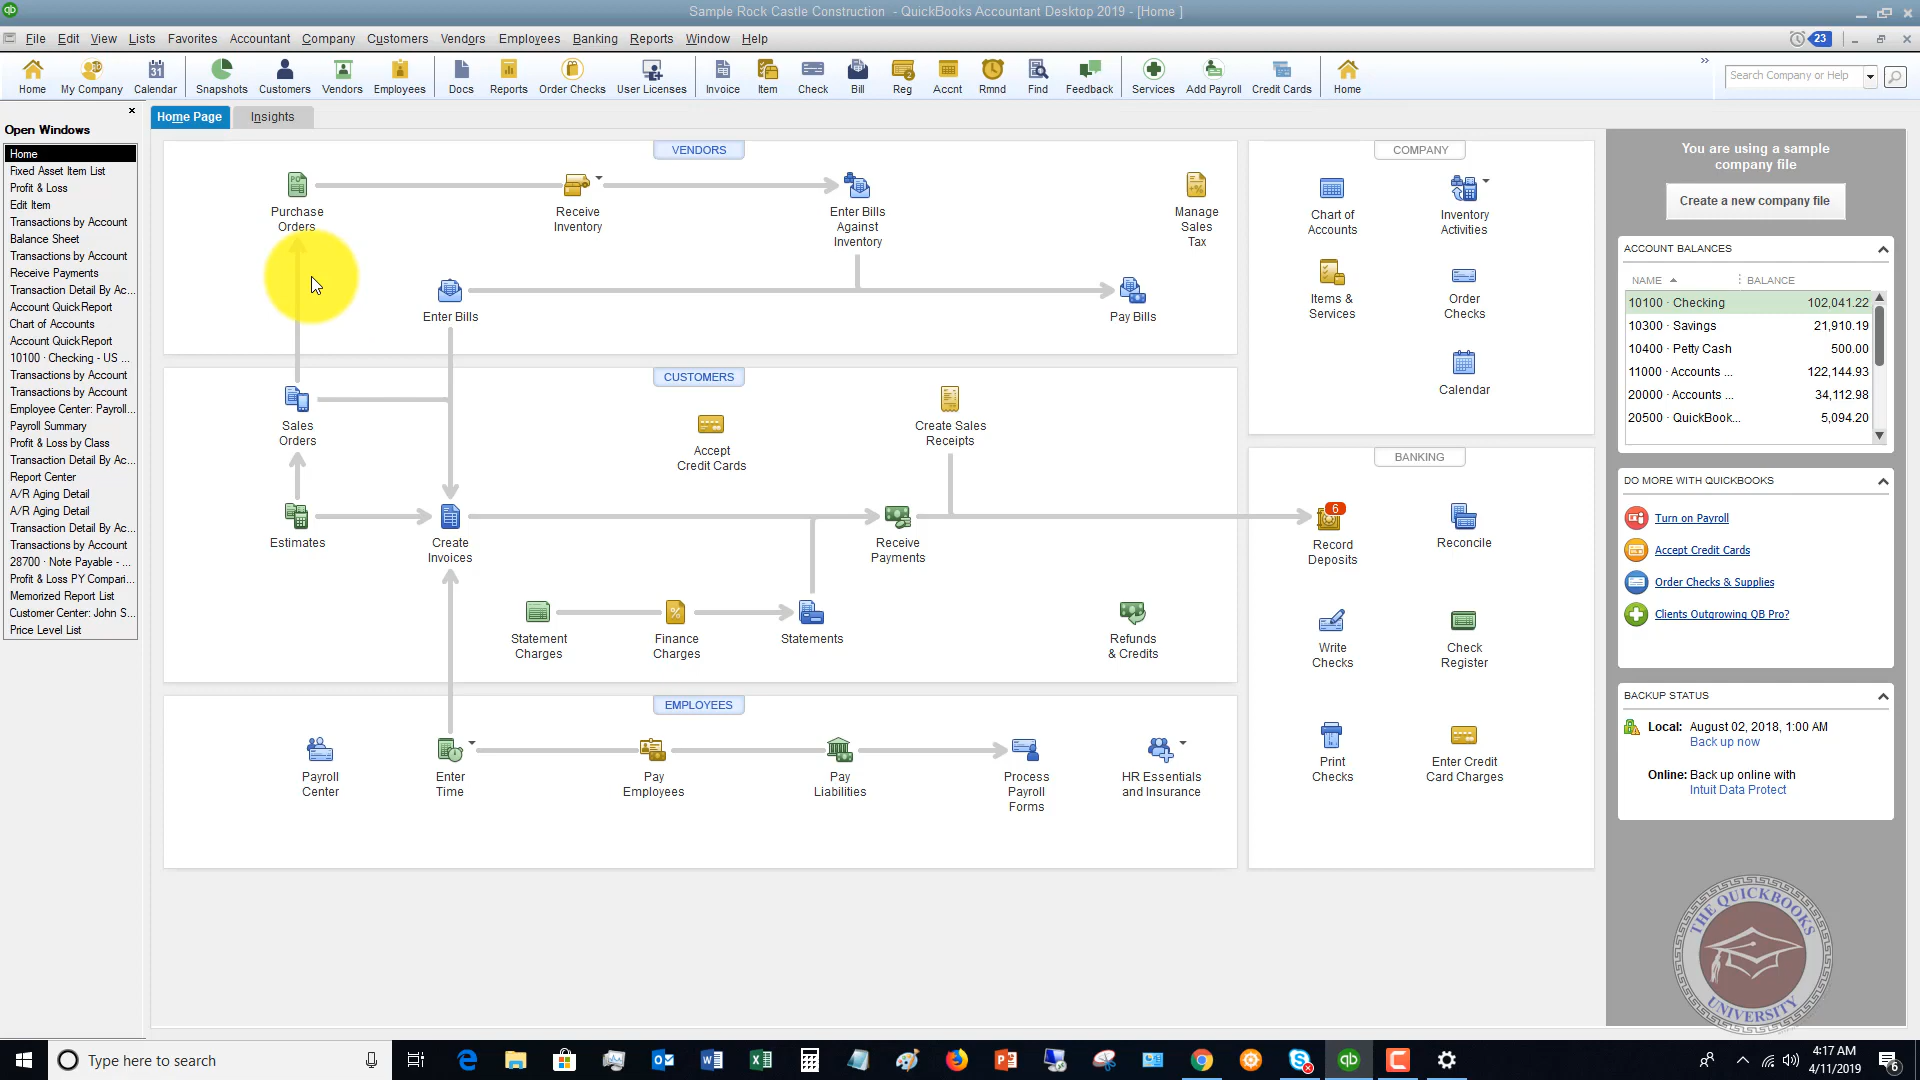 Sample Rock Castle Construction - QuickBooks Accountant Desktop 2019 - [Home ]
File Edit View Lists Favorites Accountant Company Customers Vendors Employees Banking Reports Window Help
23
Home My Company Calendar Snapshots Customers Vendors Employees Docs Reports Order Checks User Licenses Invoice Item Check Bill Reg Accnt Rmnd Find Feedback Services Add Payroll Credit Cards Home
Search Company or Help
Open Windows
Home
Fixed Asset Item List
Profit & Loss
Edit Item
Transactions by Account
Balance Sheet
Transactions by Account
Receive Payments
Transaction Detail By Ac...
Account QuickReport
Chart of Accounts
Account QuickReport
10100 · Checking - US ...
Transactions by Account
Transactions by Account
Employee Center: Payroll...
Payroll Summary
Profit & Loss by Class
Transaction Detail By Ac...
Report Center
A/R Aging Detail
A/R Aging Detail
Transaction Detail By Ac...
Transactions by Account
28700 · Note Payable - ...
Profit & Loss PY Compari...
Memorized Report List
Customer Center: John S...
Price Level List
Home Page Insights
VENDORS
Purchase
Orders
Receive
Inventory
Enter Bills
Against
Inventory
Manage
Sales
Tax
Enter Bills
Pay Bills
CUSTOMERS
Sales
Orders
Accept
Credit Cards
Create Sales
Receipts
Estimates
Create
Invoices
Receive
Payments
Statement
Charges
Finance
Charges
Statements
Refunds
& Credits
EMPLOYEES
Payroll
Center
Enter
Time
Pay
Employees
Pay
Liabilities
Process
Payroll
Forms
HR Essentials
and Insurance
COMPANY
Chart of
Accounts
Inventory
Activities
Items &
Services
Order
Checks
Calendar
BANKING
6
Record
Deposits
Reconcile
Write
Checks
Check
Register
Print
Checks
Enter Credit
Card Charges
You are using a sample
company file
Create a new company file
ACCOUNT BALANCES
NAME BALANCE
10100 · Checking 102,041.22
10300 · Savings 21,910.19
10400 · Petty Cash 500.00
11000 · Accounts ... 122,144.93
20000 · Accounts ... 34,112.98
20500 · QuickBook... 5,094.20
DO MORE WITH QUICKBOOKS
Turn on Payroll
Accept Credit Cards
Order Checks & Supplies
Clients Outgrowing QB Pro?
BACKUP STATUS
Local: August 02, 2018, 1:00 AM
Back up now
Online: Back up online with
Intuit Data Protect
THE QUICKBOOKS
UNIVERSITY
Type here to search
4:17 AM
4/11/2019
6